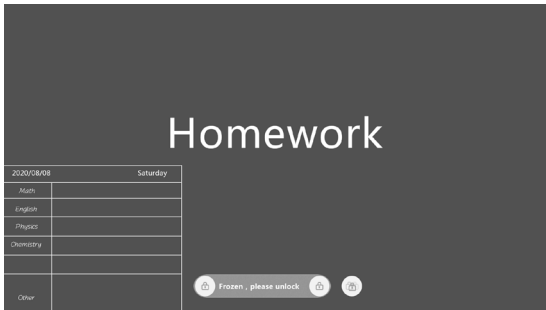 Homework
2020/08/08 Saturday
Math
English
Physics
Chemistry
Other
Frozen , please unlock